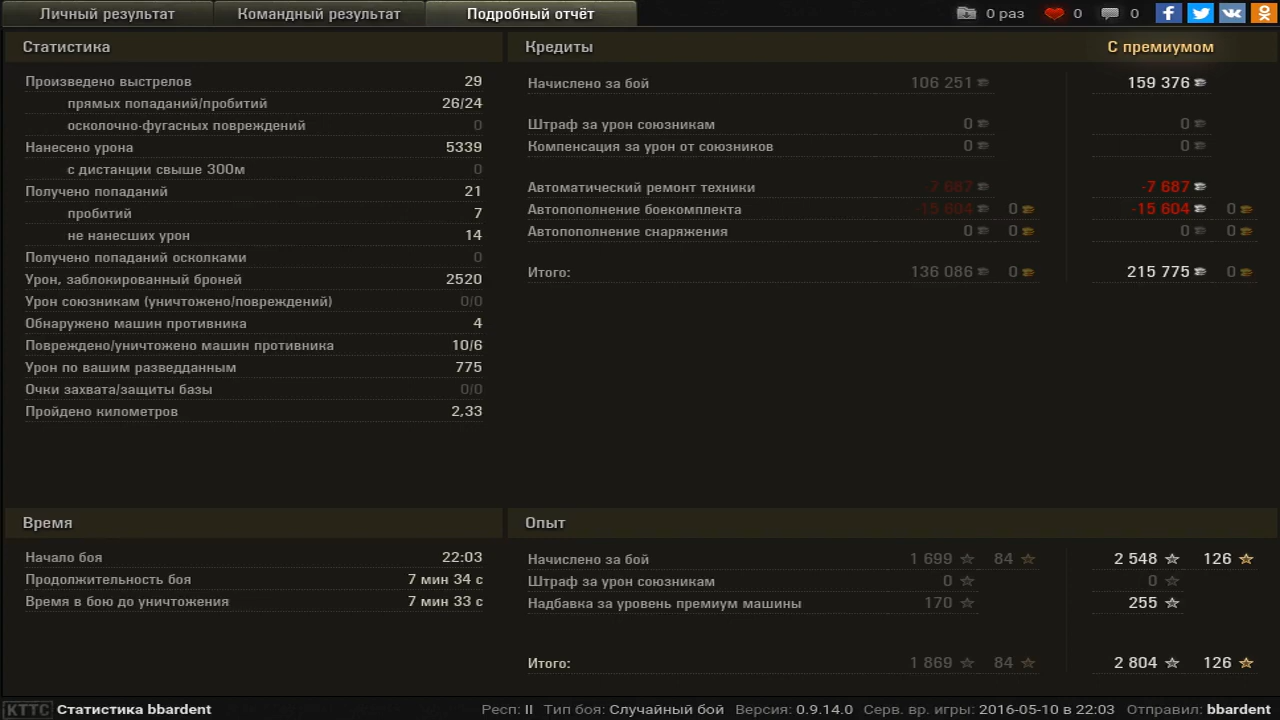 Личный результат Командный результат Подробный отчёт 0 раз 0 0
Статистика
Произведено выстрелов 29
прямых попаданий/пробитий 26/24
осколочно-фугасных повреждений 0
Нанесено урона 5339
с дистанции свыше 300м 0
Получено попаданий 21
пробитий 7
не нанесших урон 14
Получено попаданий осколками 0
Урон, заблокированный броней 2520
Урон союзникам (уничтожено/повреждений) 0/0
Обнаружено машин противника 4
Повреждено/уничтожено машин противника 10/6
Урон по вашим разведданным 775
Очки захвата/защиты базы 0/0
Пройдено километров 2,33
Кредиты С премиумом
Начислено за бой 106 251 159 376
Штраф за урон союзникам 0 0
Компенсация за урон от союзников 0 0
Автоматический ремонт техники -7 687 -7 687
Автопополнение боекомплекта -15 604 0 -15 604 0
Автопополнение снаряжения 0 0 0 0
Итого: 136 086 0 215 775 0
Время
Начало боя 22:03
Продолжительность боя 7 мин 34 с
Время в бою до уничтожения 7 мин 33 с
Опыт
Начислено за бой 1 699 84 2 548 126
Штраф за урон союзникам 0 0
Надбавка за уровень премиум машины 170 255
Итого: 1 869 84 2 804 126
KTTC Статистика bbardent Респ: II Тип боя: Случайный бой Версия: 0.9.14.0 Серв. вр. игры: 2016-05-10 в 22:03 Отправил: bbardent